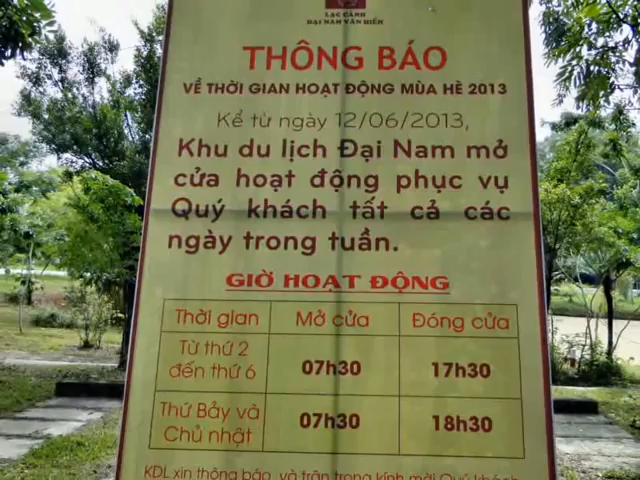 LẠC CẢNH
ĐẠI NAM VĂN HIẾN
THÔNG BÁO
VỀ THỜI GIAN HOẠT ĐỘNG MÙA HÈ 2013
Kể từ ngày 12/06/2013,
Khu du lịch Đại Nam mở
cửa hoạt động phục vụ
Quý khách tất cả các
ngày trong tuần.
GIỜ HOẠT ĐỘNG
Thời gian Mở cửa Đóng cửa
Từ thứ 2
đến thứ 6 07h30 17h30
Thứ Bảy và
Chủ nhật 07h30 18h30
KDL xin thông báo và trân trọng kính mời Quý khách